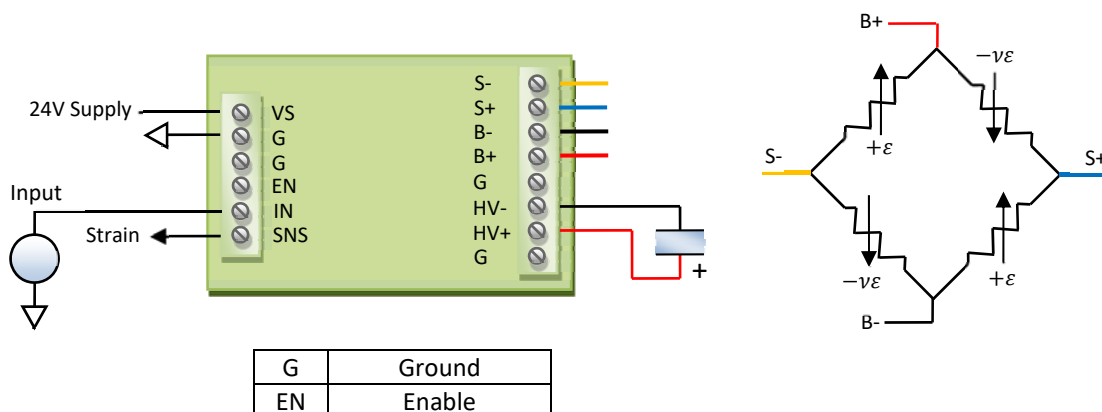 24V Supply
VS
G
G
EN
IN
SNS
Input
Strain
S-
S+
B-
B+
G
HV-
HV+
G
+
B+
−νε
+ε
S-
S+
−νε
+ε
B-
G Ground
EN Enable